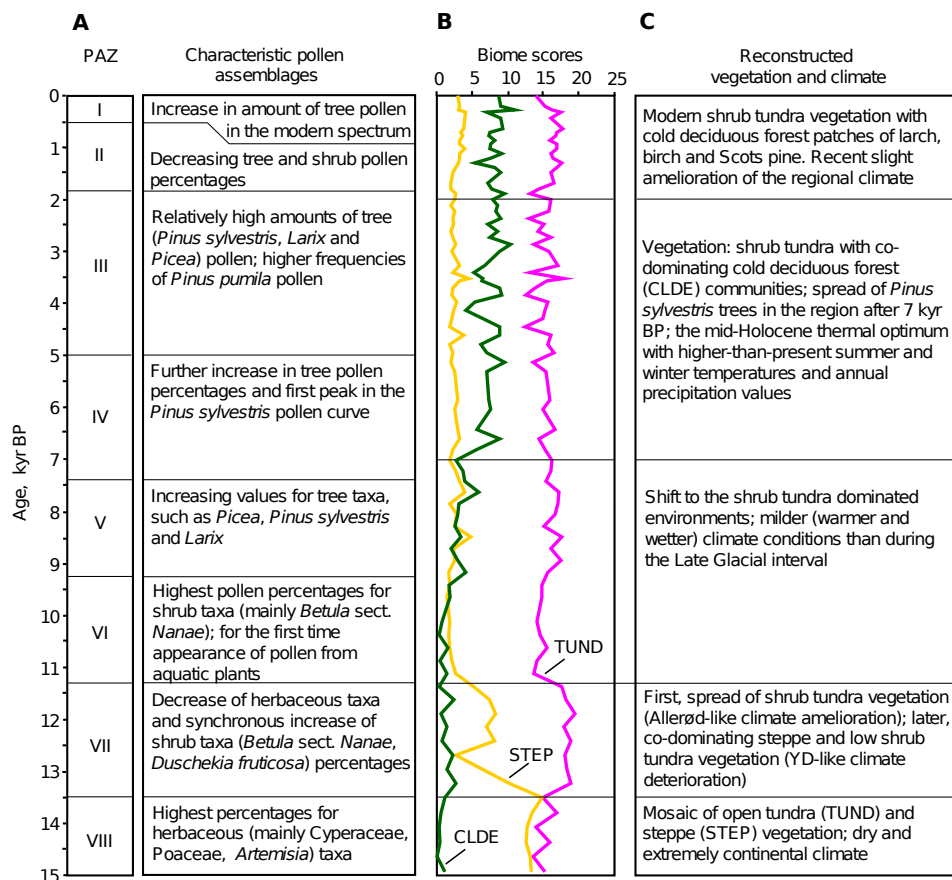 A
B
C
PAZ
Characteristic pollen
assemblages
Biome scores
0 5 10 15 25
Reconstructed
vegetation and climate
Age, kyr BP
0
1
2
3
4
5
6
7
8
9
10
11
12
13
14
15
I
Increase in amount of tree pollen
in the modern spectrum
II
Decreasing tree and shrub pollen
percentages
III
Relatively high amounts of tree
(Pinus sylvestris, Larix and
Picea) pollen; higher frequencies
of Pinus pumila pollen
IV
Further increase in tree pollen
percentages and first peak in the
Pinus sylvestris pollen curve
V
Increasing values for tree taxa,
such as Picea, Pinus sylvestris
and Larix
VI
Highest pollen percentages for
shrub taxa (mainly Betula sect.
Nanae); for the first time
appearance of pollen from
aquatic plants
VII
Decrease of herbaceous taxa
and synchronous increase of
shrub taxa (Betula sect. Nanae,
Duschekia fruticosa) percentages
VIII
Highest percentages for
herbaceous (mainly Cyperaceae,
Poaceae, Artemisia) taxa
TUND
STEP
CLDE
Modern shrub tundra vegetation with
cold deciduous forest patches of larch,
birch and Scots pine. Recent slight
amelioration of the regional climate
Vegetation: shrub tundra with co-
dominating cold deciduous forest
(CLDE) communities; spread of Pinus
sylvestris trees in the region after 7 kyr
BP; the mid-Holocene thermal optimum
with higher-than-present summer and
winter temperatures and annual
precipitation values
Shift to the shrub tundra dominated
environments; milder (warmer and
wetter) climate conditions than during
the Late Glacial interval
First, spread of shrub tundra vegetation
(Allerød-like climate amelioration); later,
co-dominating steppe and low shrub
tundra vegetation (YD-like climate
deterioration)
Mosaic of open tundra (TUND) and
steppe (STEP) vegetation; dry and
extremely continental climate